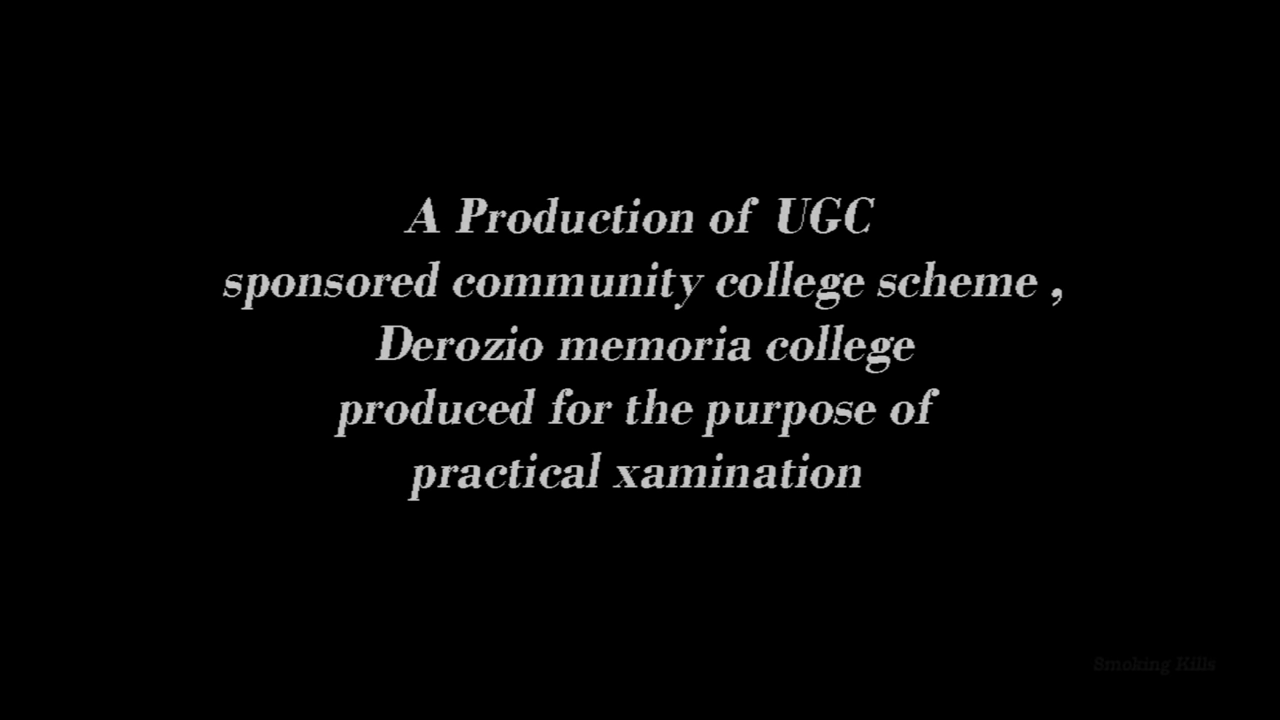 A Production of UGC
sponsored community college scheme ,
Derozio memoria college
produced for the purpose of
practical xamination
Smoking Kills